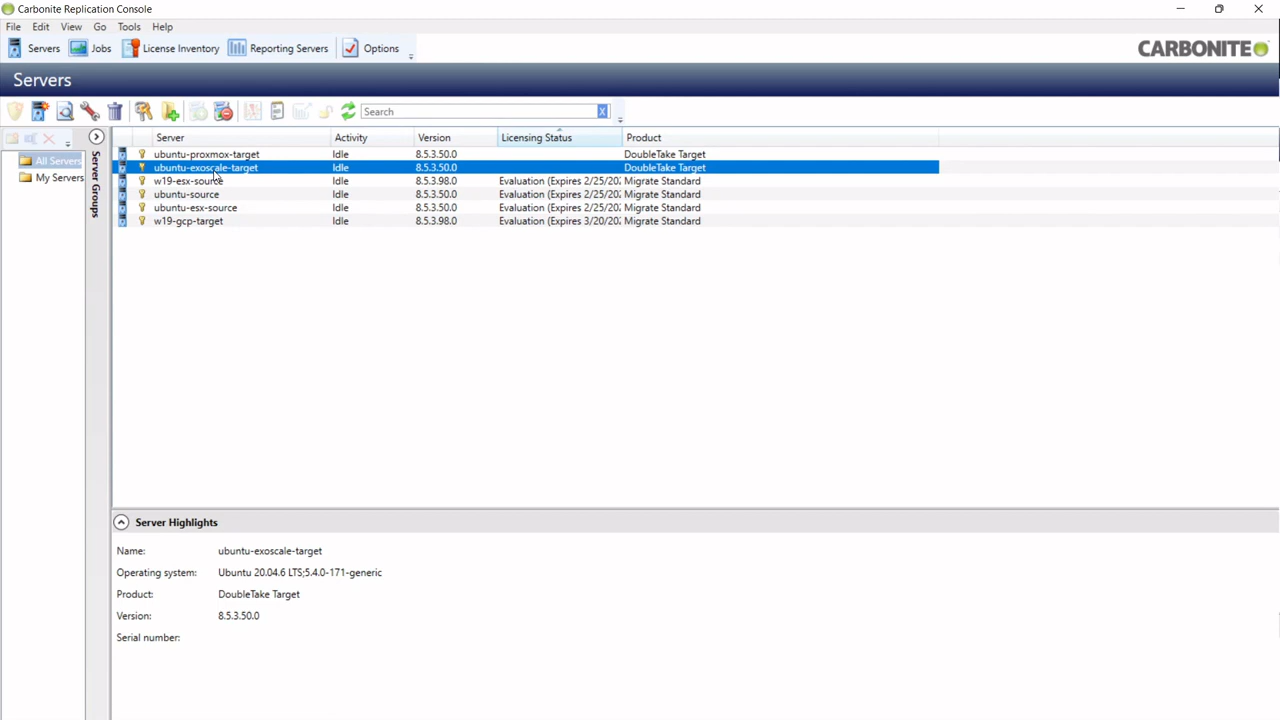 Carbonite Replication Console
File Edit View Go Tools Help
Servers Jobs License Inventory Reporting Servers Options
CARBONITE
Servers
Search X
All Servers
My Servers
Server Groups
Server Activity Version Licensing Status Product
ubuntu-proxmox-target Idle 8.5.3.50.0 DoubleTake Target
ubuntu-exoscale-target Idle 8.5.3.50.0 DoubleTake Target
w19-esx-source Idle 8.5.3.98.0 Evaluation (Expires 2/25/202 Migrate Standard
ubuntu-source Idle 8.5.3.50.0 Evaluation (Expires 2/25/202 Migrate Standard
ubuntu-esx-source Idle 8.5.3.50.0 Evaluation (Expires 2/25/202 Migrate Standard
w19-gcp-target Idle 8.5.3.98.0 Evaluation (Expires 3/20/202 Migrate Standard
Server Highlights
Name: ubuntu-exoscale-target
Operating system: Ubuntu 20.04.6 LTS;5.4.0-171-generic
Product: DoubleTake Target
Version: 8.5.3.50.0
Serial number: